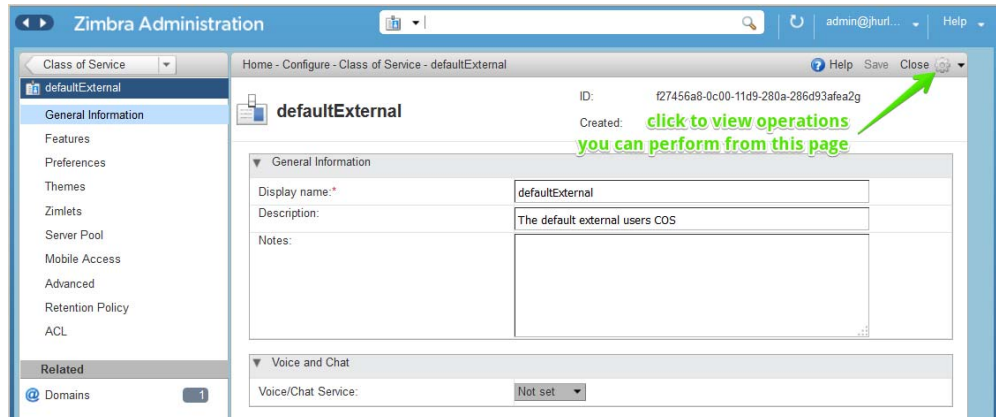 Zimbra Administration
admin@jhurl...
Help
Class of Service
Home - Configure - Class of Service - defaultExternal
Help Save Close
defaultExternal
General Information
Features
Preferences
Themes
Zimlets
Server Pool
Mobile Access
Advanced
Retention Policy
ACL
Related
@ Domains 1
defaultExternal
ID: f27456a8-0c00-11d9-280a-286d93afea2g
Created:
click to view operations
you can perform from this page
General Information
Display name:* defaultExternal
Description: The default external users COS
Notes:
Voice and Chat
Voice/Chat Service: Not set